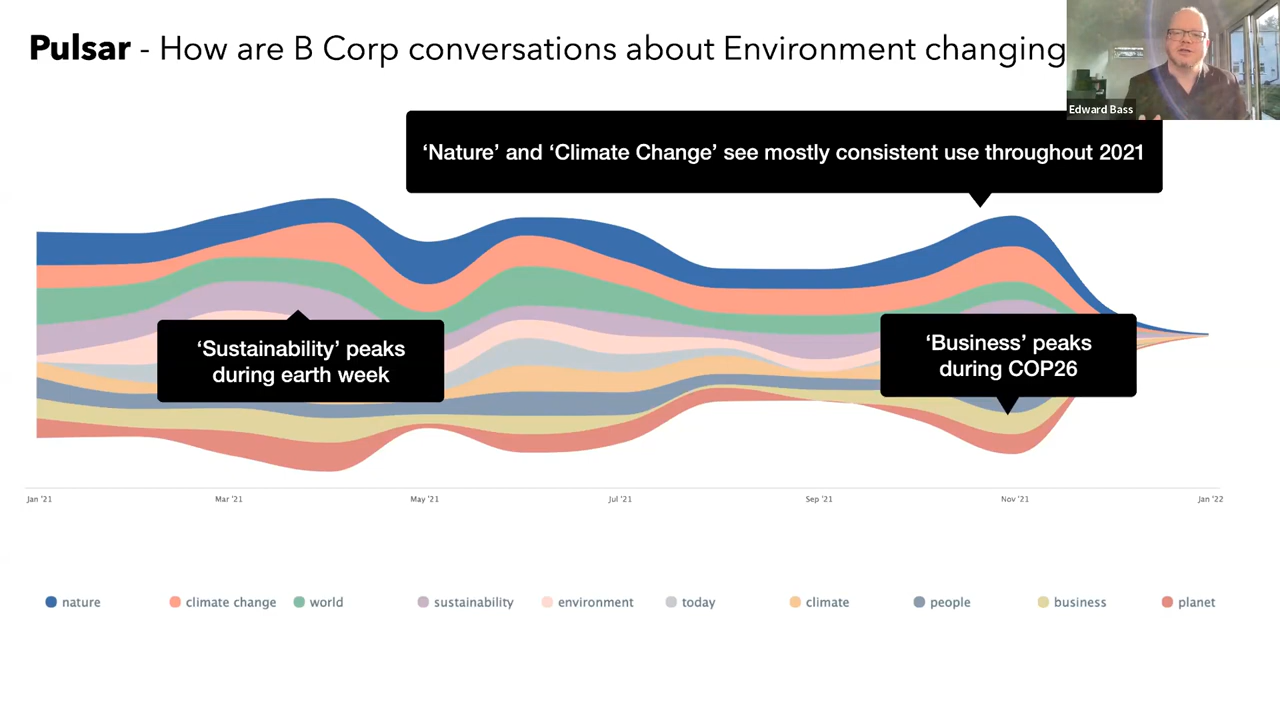 Pulsar - How are B Corp conversations about Environment changing
Edward Bass
‘Nature’ and ‘Climate Change’ see mostly consistent use throughout 2021
‘Sustainability’ peaks
during earth week
‘Business’ peaks
during COP26
Jan '21 Mar '21 May '21 Jul '21 Sep '21 Nov '21 Jan '22
nature climate change world sustainability environment today climate people business planet